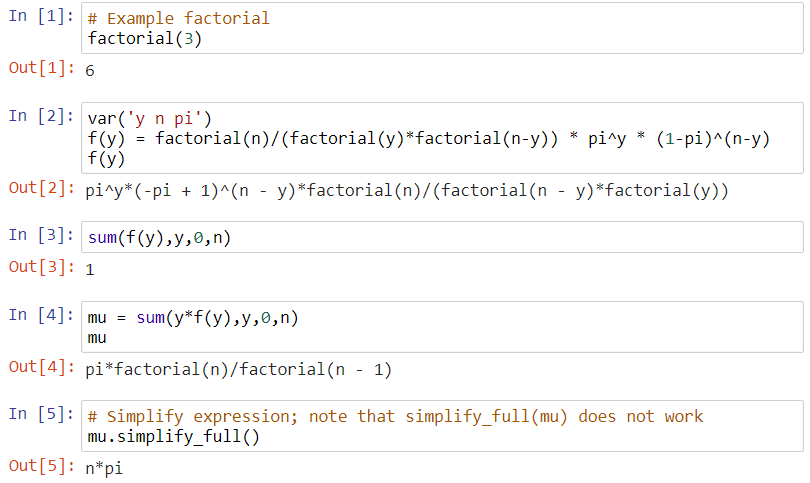 In [1]: # Example factorial
factorial(3)
Out[1]: 6
In [2]: var('y n pi')
f(y) = factorial(n)/(factorial(y)*factorial(n-y)) * pi^y * (1-pi)^(n-y)
f(y)
Out[2]: pi^y*(-pi + 1)^(n - y)*factorial(n)/(factorial(n - y)*factorial(y))
In [3]: sum(f(y),y,0,n)
Out[3]: 1
In [4]: mu = sum(y*f(y),y,0,n)
mu
Out[4]: pi*factorial(n)/factorial(n - 1)
In [5]: # Simplify expression; note that simplify_full(mu) does not work
mu.simplify_full()
Out[5]: n*pi